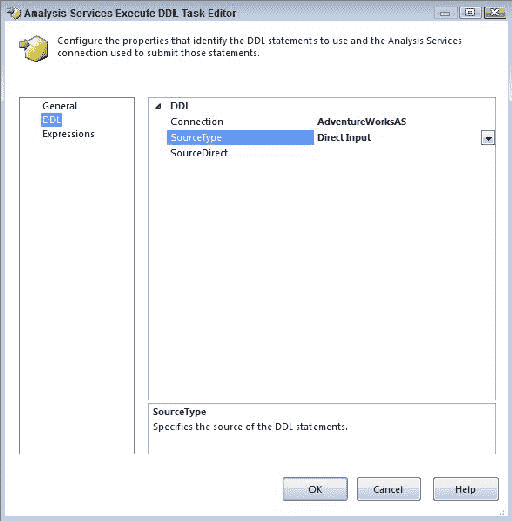 Analysis Services Execute DDL Task Editor
Configure the properties that identify the DDL statements to use and the Analysis Services
connection used to submit those statements.
General
DDL
Expressions
DDL
Connection AdventureWorksAS
SourceType Direct Input
SourceDirect
SourceType
Specifies the source of the DDL statements.
OK Cancel Help